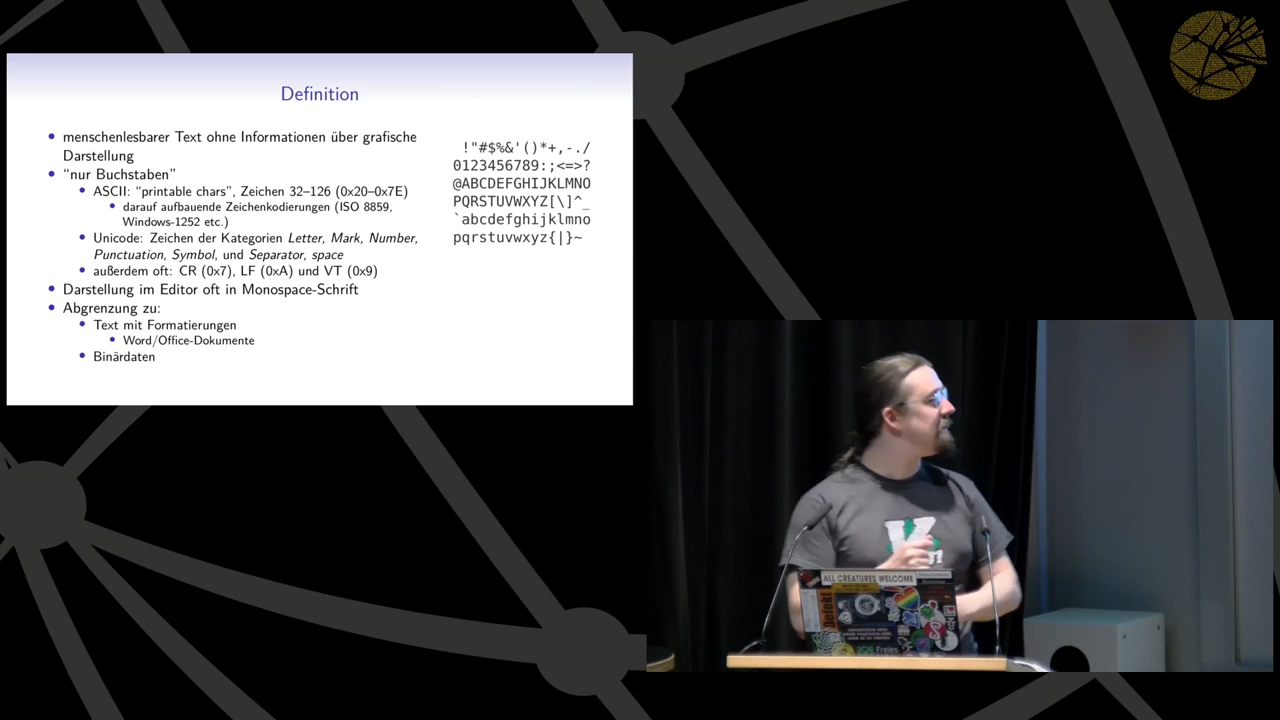 Definition
• menschenlesbarer Text ohne Informationen über grafische
Darstellung
• “nur Buchstaben”
• ASCII: “printable chars”, Zeichen 32–126 (0x20–0x7E)
• darauf aufbauende Zeichenkodierungen (ISO 8859,
Windows-1252 etc.)
• Unicode: Zeichen der Kategorien Letter, Mark, Number,
Punctuation, Symbol, und Separator, space
• außerdem oft: CR (0x7), LF (0xA) und VT (0x9)
• Darstellung im Editor oft in Monospace-Schrift
• Abgrenzung zu:
• Text mit Formatierungen
• Word/Office-Dokumente
• Binärdaten
!"#$%&'()*+,-./
0123456789:;<=>?
@ABCDEFGHIJKLMNO
PQRSTUVWXYZ[\]^_
`abcdefghijklmno
pqrstuvwxyz{|}~
ALL CREATURES WELCOME
Freies